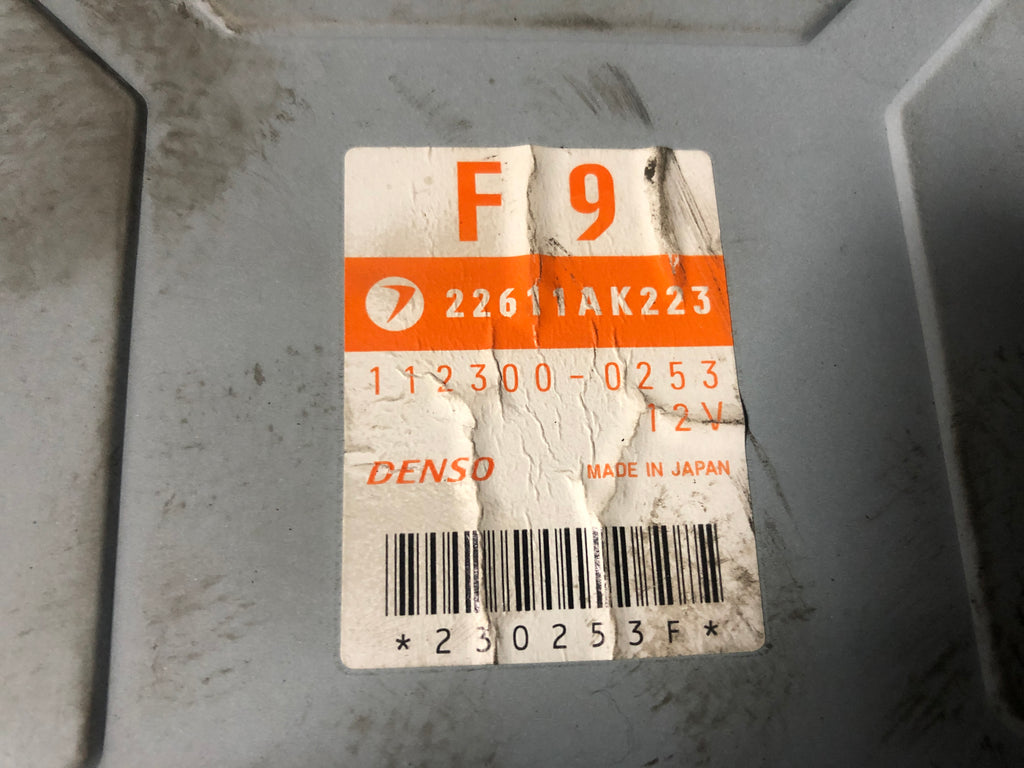 F 9
22611AK223
112300-0253
12V
DENSO MADE IN JAPAN
*230253F*